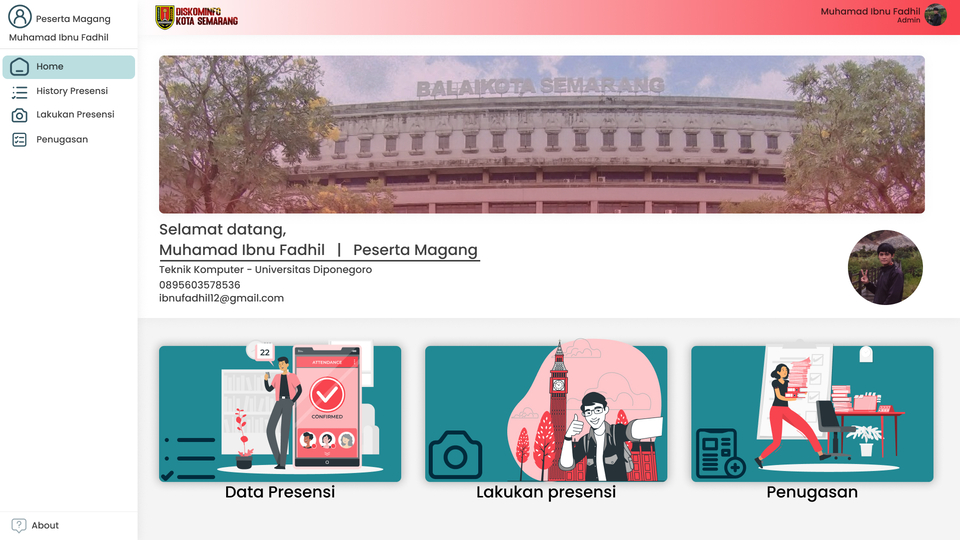 Peserta Magang
Muhamad Ibnu Fadhil
Home
History Presensi
Lakukan Presensi
Penugasan
About
DISKOMINFO
KOTA SEMARANG
Muhamad Ibnu Fadhil
Admin
BALAIKOTA SEMARANG
Selamat datang,
Muhamad Ibnu Fadhil | Peserta Magang
Teknik Komputer - Universitas Diponegoro
0895603578536
ibnufadhil12@gmail.com
22
ATTENDANCE
CONFIRMED
Data Presensi
Lakukan presensi
Penugasan